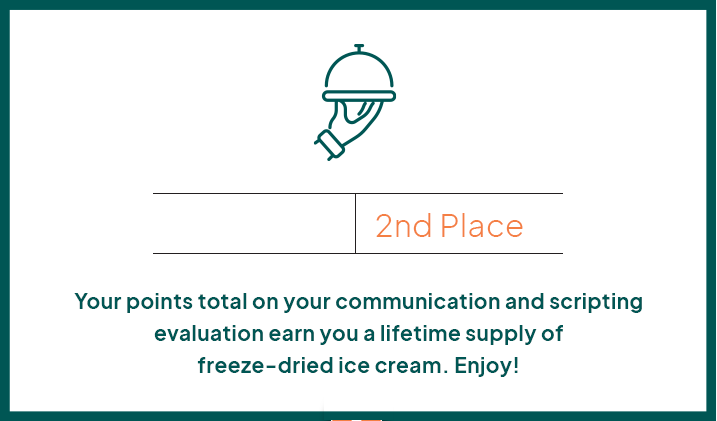 2nd Place
Your points total on your communication and scripting
evaluation earn you a lifetime supply of
freeze-dried ice cream. Enjoy!